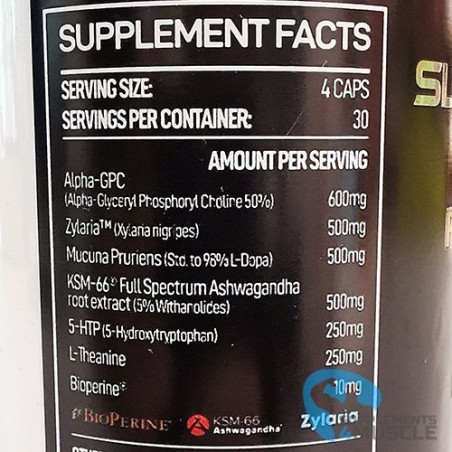 SUPPLEMENT FACTS
SERVING SIZE: 4 CAPS
SERVINGS PER CONTAINER: 30
AMOUNT PER SERVING
Alpha-GPC
(Alpha-Glyceryl Phosphoryl Choline 50%) 600mg
Zylaria™ (Xylaria nigripes) 500mg
Mucuna Pruriens (Std. to 98% L-Dopa) 500mg
KSM-66® Full Spectrum Ashwagandha
root extract (5% Witharolides) 500mg
5-HTP (5-Hydroxytryptophan) 250mg
L-Theanine 250mg
Bioperine® 10mg
BIOPERINE® KSM-66 Ashwagandha® Zylaria